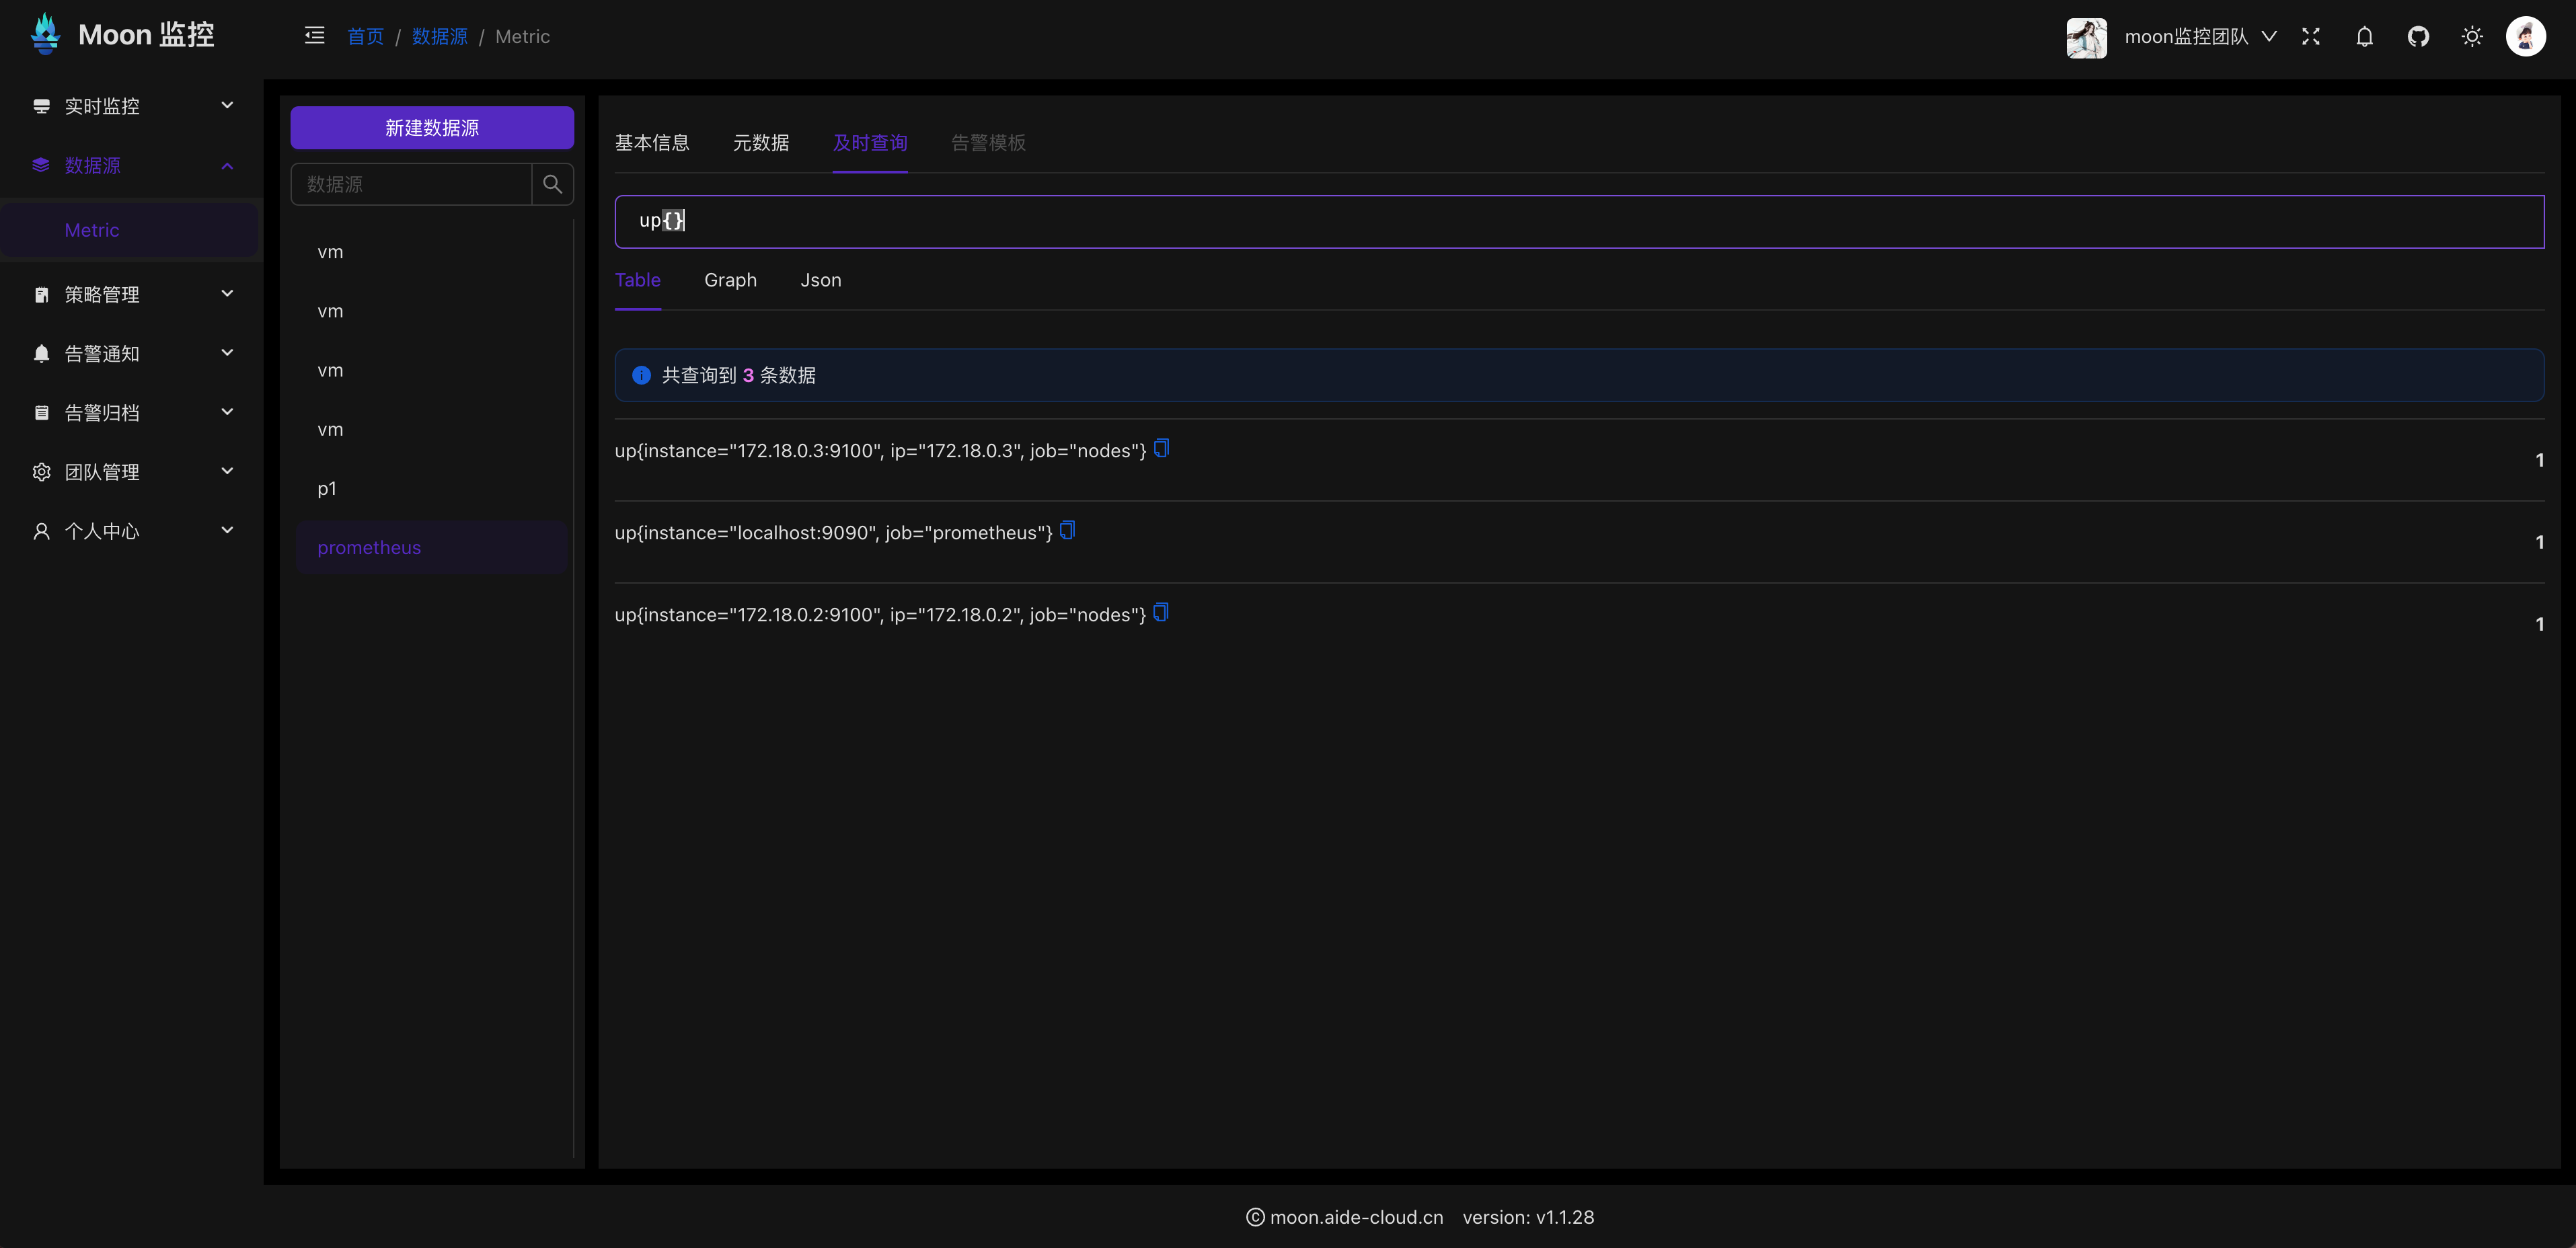 Moon 监控
首页 / 数据源 / Metric
moon监控团队
实时监控
数据源
Metric
策略管理
告警通知
告警归档
团队管理
个人中心
新建数据源
数据源
vm
vm
vm
vm
p1
prometheus
基本信息 元数据 及时查询 告警模板
up{}
Table Graph Json
共查询到 3 条数据
up{instance="172.18.0.3:9100", ip="172.18.0.3", job="nodes"} 1
up{instance="localhost:9090", job="prometheus"} 1
up{instance="172.18.0.2:9100", ip="172.18.0.2", job="nodes"} 1
© moon.aide-cloud.cn version: v1.1.28